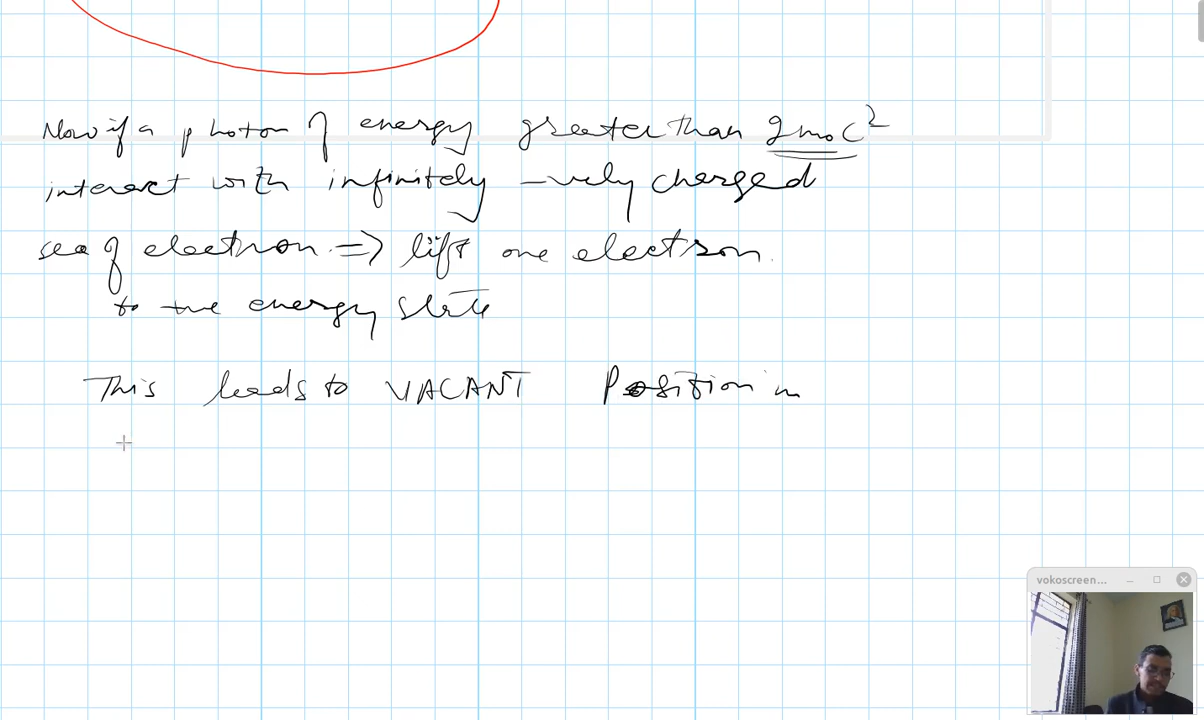 Now if a photon of energy greater than 2m₀c²
interact with infinitely -vely charged
sea of electron. => lift one electron.
to the energy state
This leads to VACANT Position in
vokoscreen...